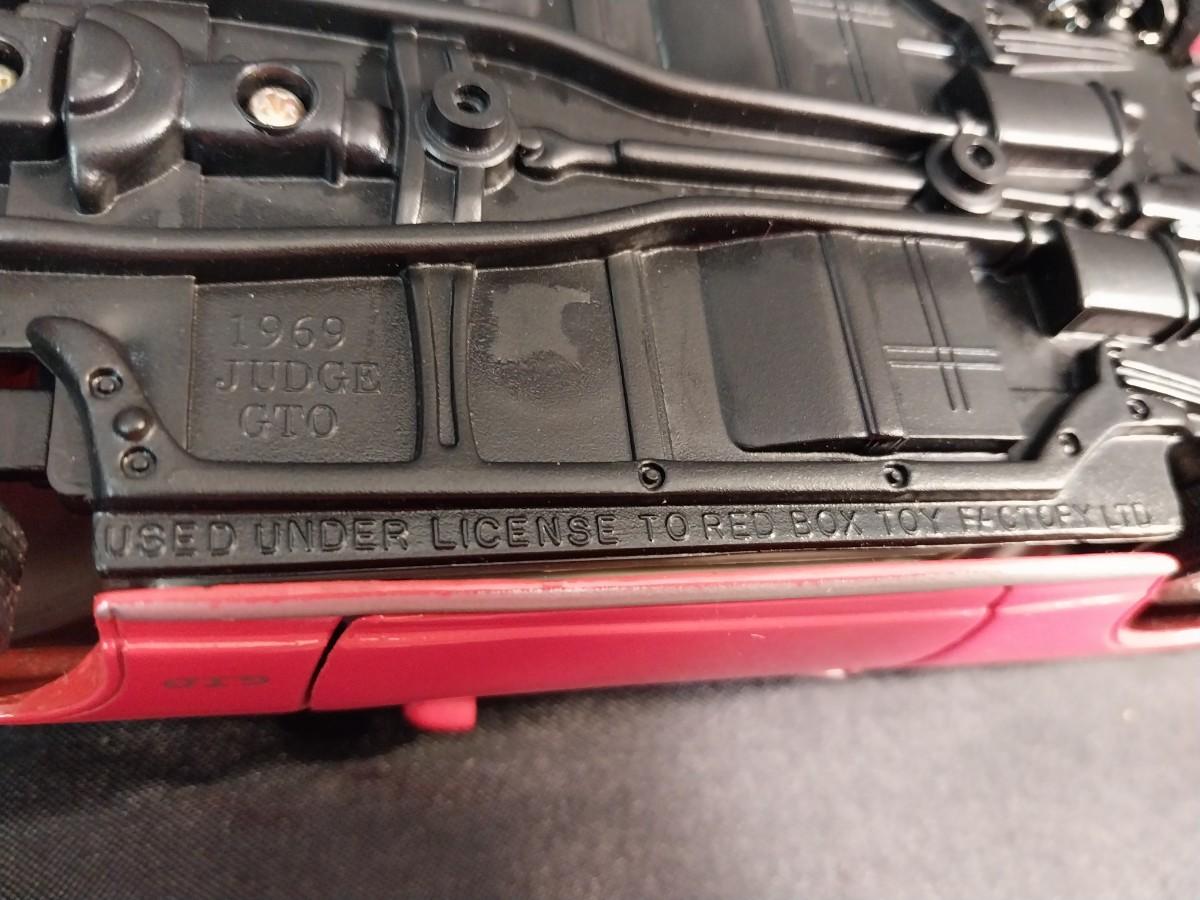 1969
JUDGE
GTO
USED UNDER LICENSE TO RED BOX TOY FACTORY LTD
GTO